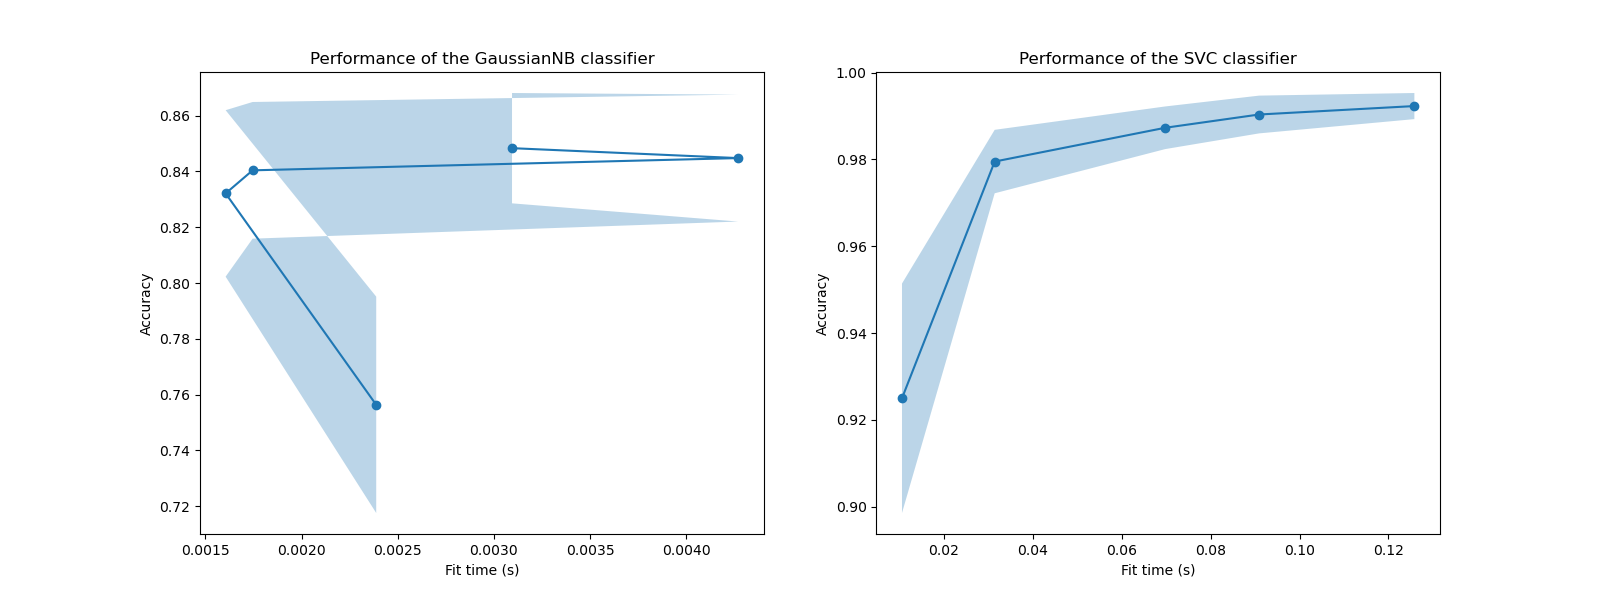 Performance of the GaussianNB classifier
Accuracy
0.86
0.84
0.82
0.80
0.78
0.76
0.74
0.72
0.0015 0.0020 0.0025 0.0030 0.0035 0.0040
Fit time (s)
Performance of the SVC classifier
Accuracy
1.00
0.98
0.96
0.94
0.92
0.90
0.02 0.04 0.06 0.08 0.10 0.12
Fit time (s)